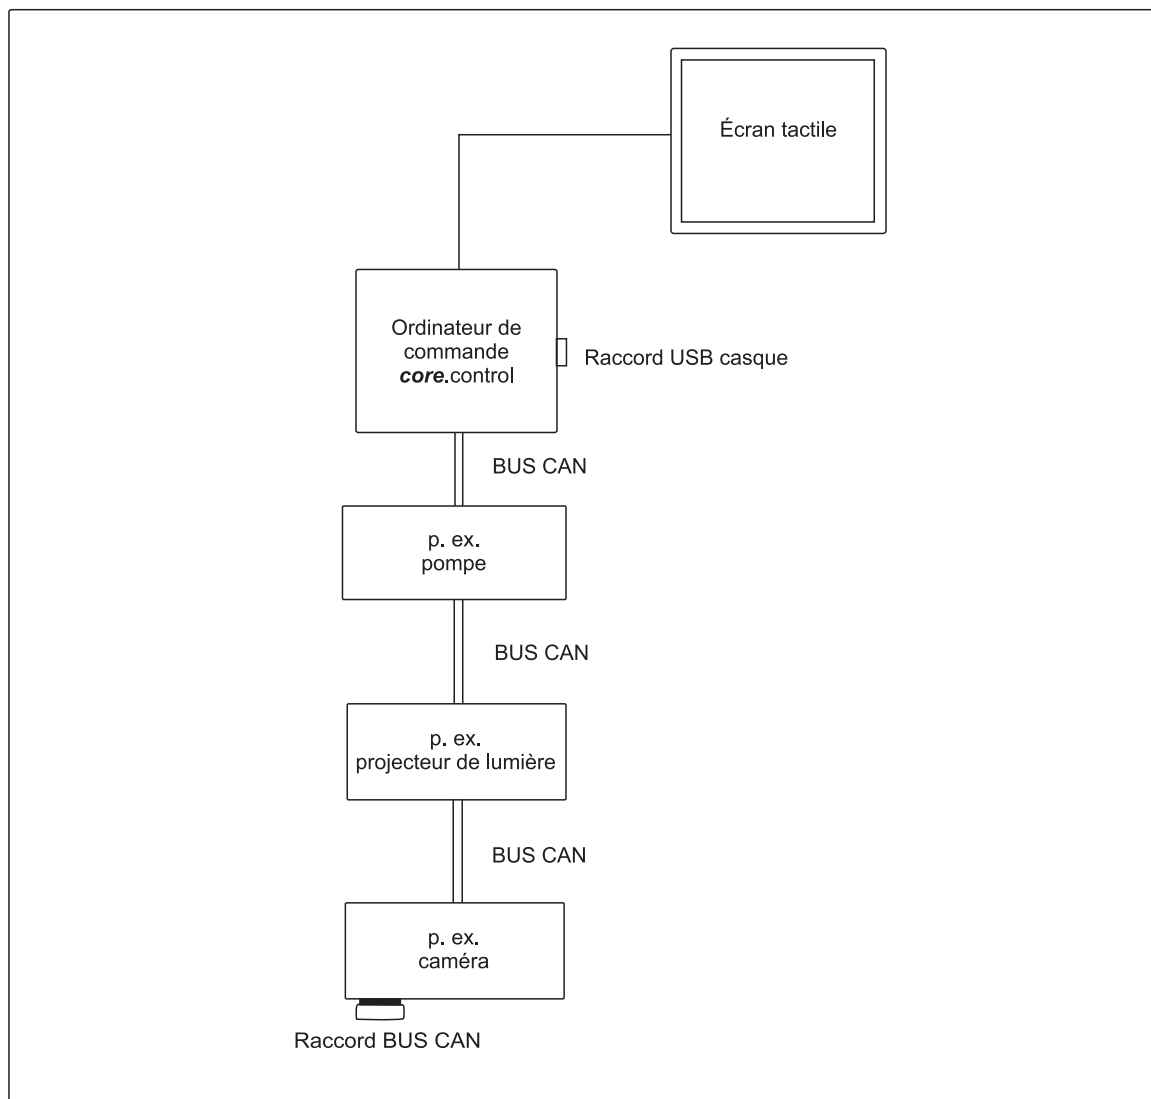 Écran tactile
Ordinateur de
commande
core.control
Raccord USB casque
BUS CAN
p. ex.
pompe
BUS CAN
p. ex.
projecteur de lumière
BUS CAN
p. ex.
caméra
Raccord BUS CAN